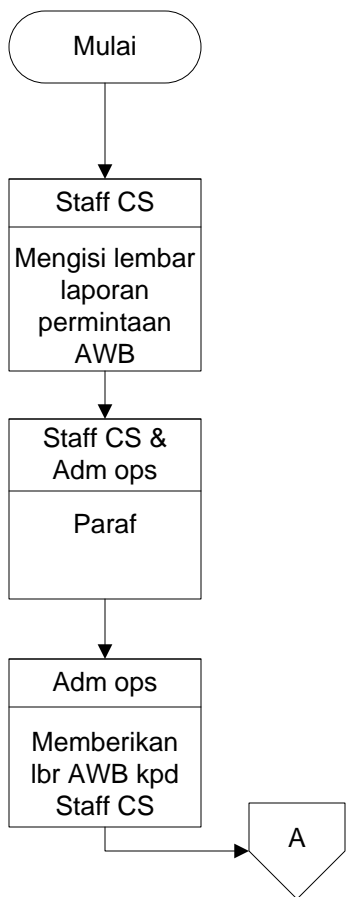 Mulai
Staff CS
Mengisi lembar
laporan
permintaan
AWB
Staff CS &
Adm ops
Paraf
Adm ops
Memberikan
lbr AWB kpd
Staff CS
A